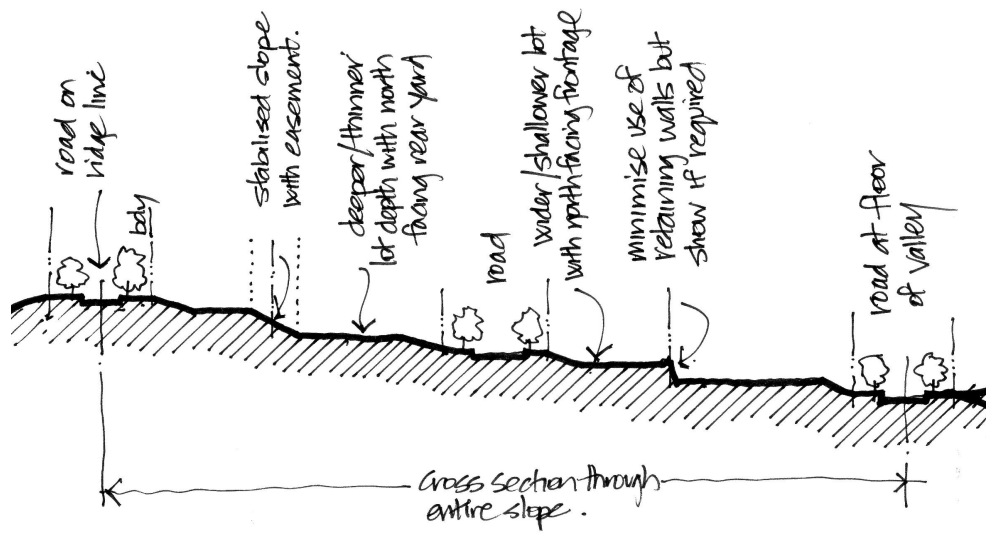 road on
ridge line
bdy
stabilised slope
with easement.
deeper/thinner
lot depth with north
facing rear yard
road
wider/shallower lot
with north facing frontage
minimise use of
retaining walls but
show if required
road at floor
of valley
cross section through
entire slope.